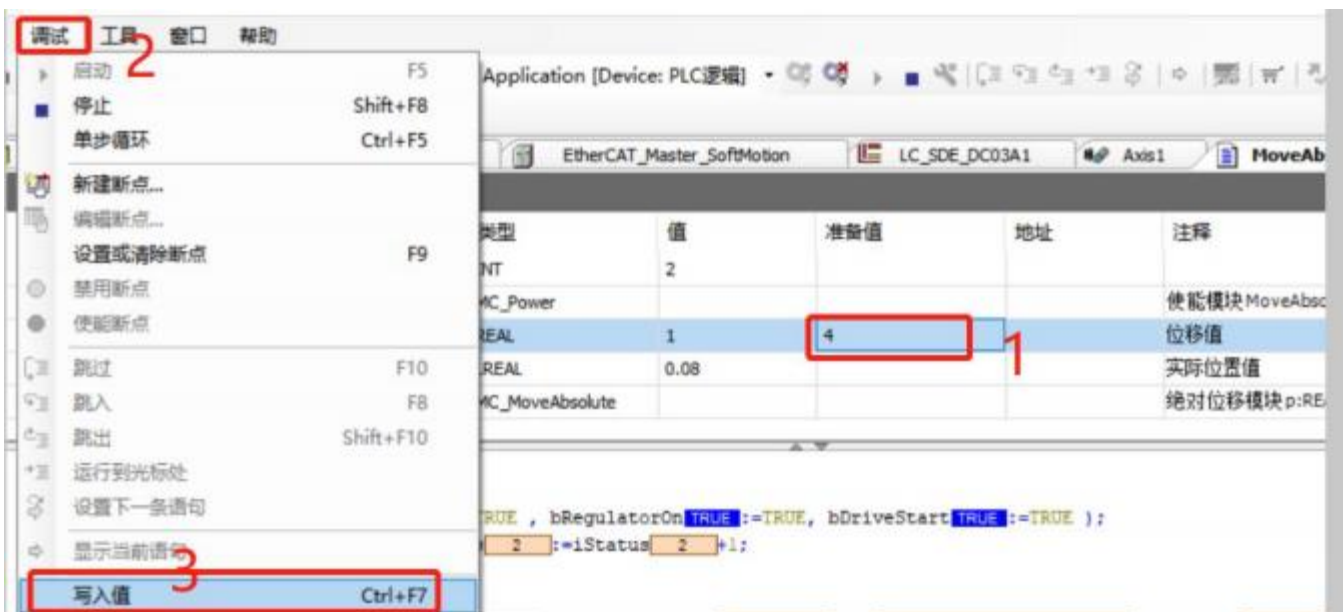 调试 工具 窗口 帮助
2
启动 F5
Application [Device: PLC逻辑]
停止 Shift+F8
单步循环 Ctrl+F5
EtherCAT_Master_SoftMotion LC_SDE_DC03A1 Axis1 MoveAb
新建断点...
编辑断点...
类型 值 准备值 地址 注释
设置或清除断点 F9
NT 2
禁用断点
MC_Power 使能模块MoveAbsc
使能断点
REAL 1 4 位移值
1
跳过 F10
REAL 0.08 实际位置值
跳入 F8
MC_MoveAbsolute 绝对位移模块p:RE
跳出 Shift+F10
运行到光标处
设置下一条语句
TRUE , bRegulatorOn TRUE :=TRUE, bDriveStart TRUE :=TRUE );
显示当前语句
2 :=iStatus 2 +1;
3
写入值 Ctrl+F7